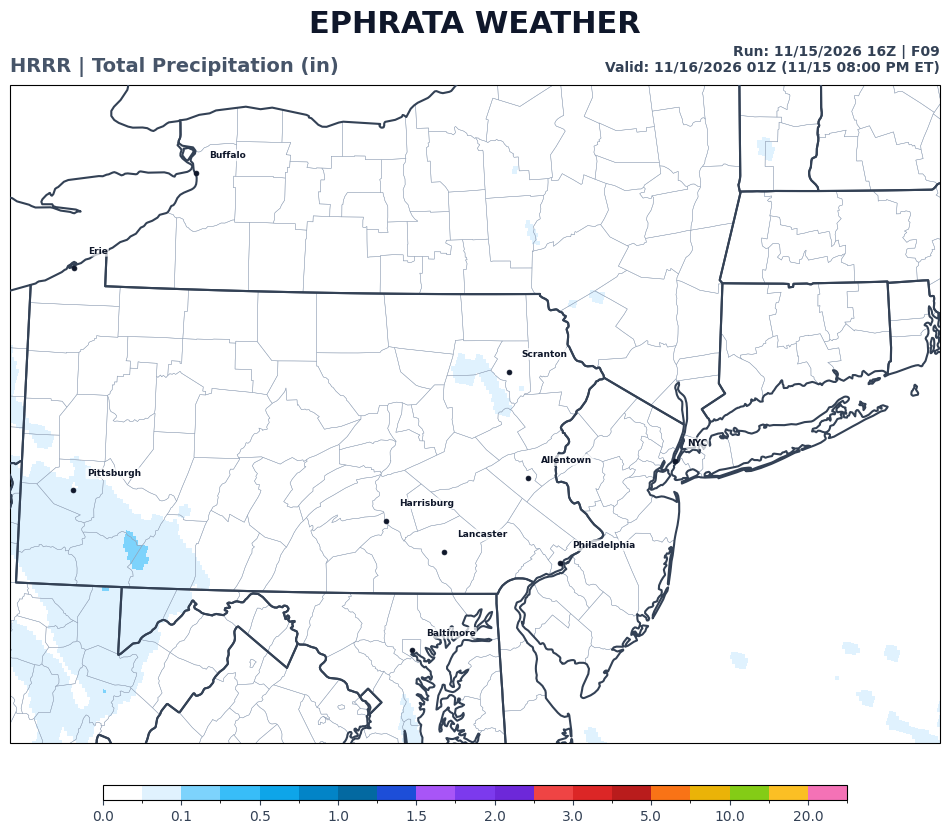 EPHRATA WEATHER
HRRR | Total Precipitation (in)
Run: 11/15/2026 16Z | F09
Valid: 11/16/2026 01Z (11/15 08:00 PM ET)
Buffalo
Erie
Scranton
NYC
Allentown
Pittsburgh
Harrisburg
Lancaster
Philadelphia
Baltimore
0.0 0.1 0.5 1.0 1.5 2.0 3.0 5.0 10.0 20.0